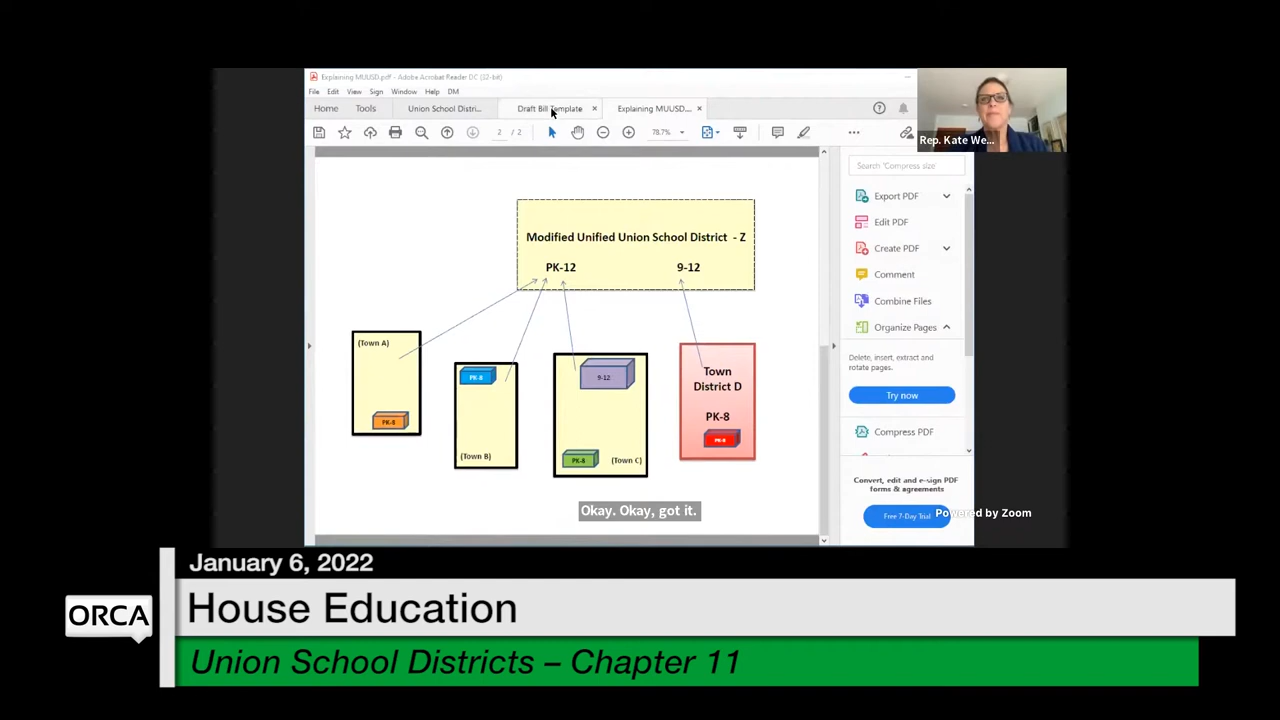 Explaining MUUSD.pdf - Adobe Acrobat Reader DC (32-bit)
File Edit View Sign Window Help DM
Home Tools Union School Distri... Draft Bill Template × Explaining MUUSD.... ×
2 / 2 78.7%
Rep. Kate We...
Search "Compress size
Export PDF
Edit PDF
Create PDF
Comment
Combine Files
Organize Pages
Delete, insert, extract and
rotate pages.
Try now
Compress PDF
Convert, edit and e-sign PDF
forms & agreements
Free 7-Day Trial
Powered by Zoom
Modified Unified Union School District - Z
PK-12 9-12
(Town A)
PK-8
PK-8
(Town B)
9-12
PK-8
(Town C)
Town
District D
PK-8
PK-8
Okay. Okay, got it.
January 6, 2022
ORCA
House Education
Union School Districts – Chapter 11